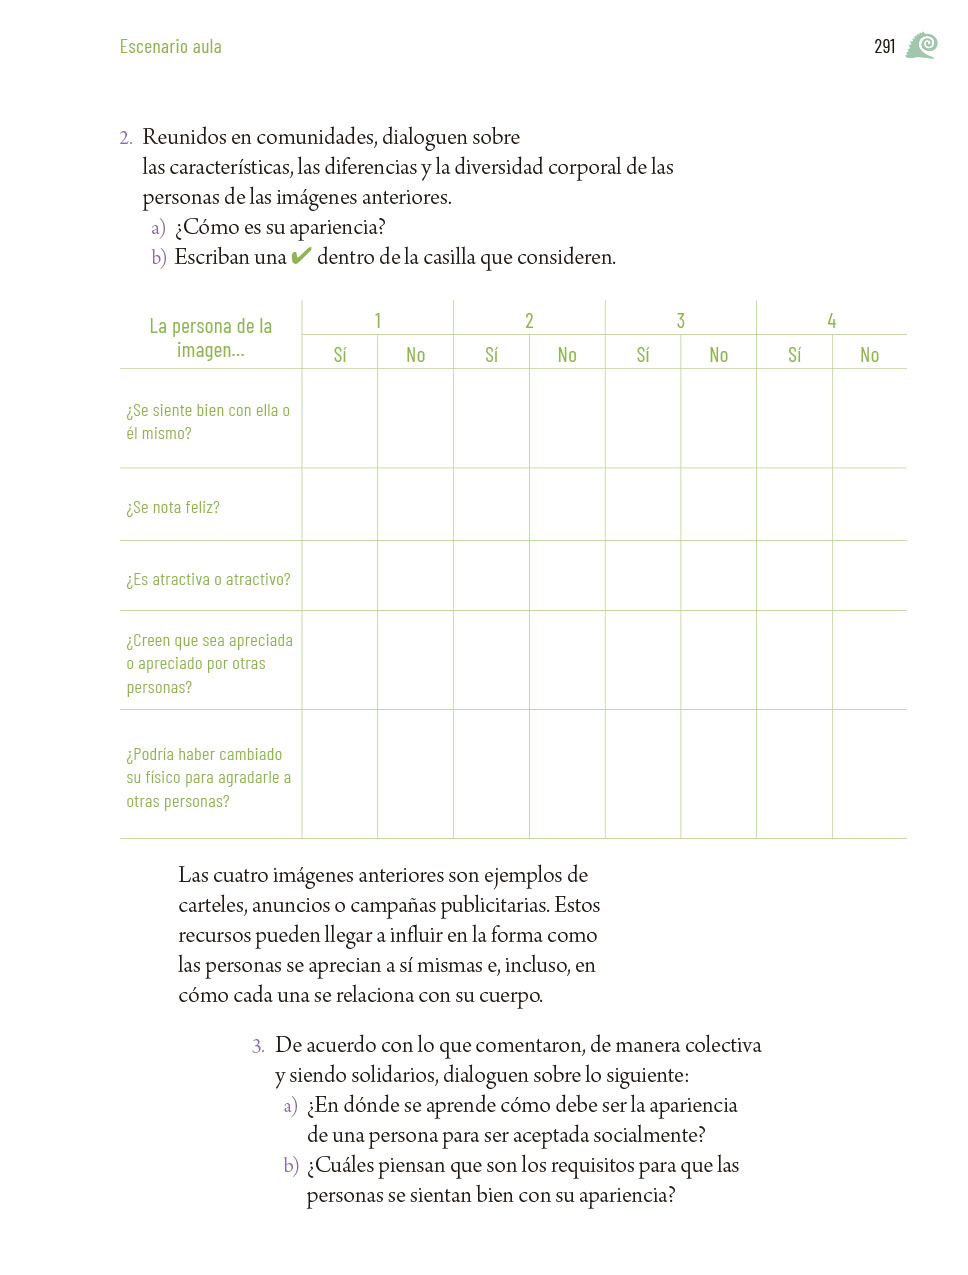 Escenario aula
291
2. Reunidos en comunidades, dialoguen sobre
las características, las diferencias y la diversidad corporal de las
personas de las imágenes anteriores.
a) ¿Cómo es su apariencia?
b) Escriban una ✔ dentro de la casilla que consideren.
La persona de la
imagen...
1 2 3 4
Sí No Sí No Sí No Sí No
¿Se siente bien con ella o
él mismo?
¿Se nota feliz?
¿Es atractiva o atractivo?
¿Creen que sea apreciada
o apreciado por otras
personas?
¿Podría haber cambiado
su físico para agradarle a
otras personas?
Las cuatro imágenes anteriores son ejemplos de
carteles, anuncios o campañas publicitarias. Estos
recursos pueden llegar a influir en la forma como
las personas se aprecian a sí mismas e, incluso, en
cómo cada una se relaciona con su cuerpo.
3. De acuerdo con lo que comentaron, de manera colectiva
y siendo solidarios, dialoguen sobre lo siguiente:
a) ¿En dónde se aprende cómo debe ser la apariencia
de una persona para ser aceptada socialmente?
b) ¿Cuáles piensan que son los requisitos para que las
personas se sientan bien con su apariencia?